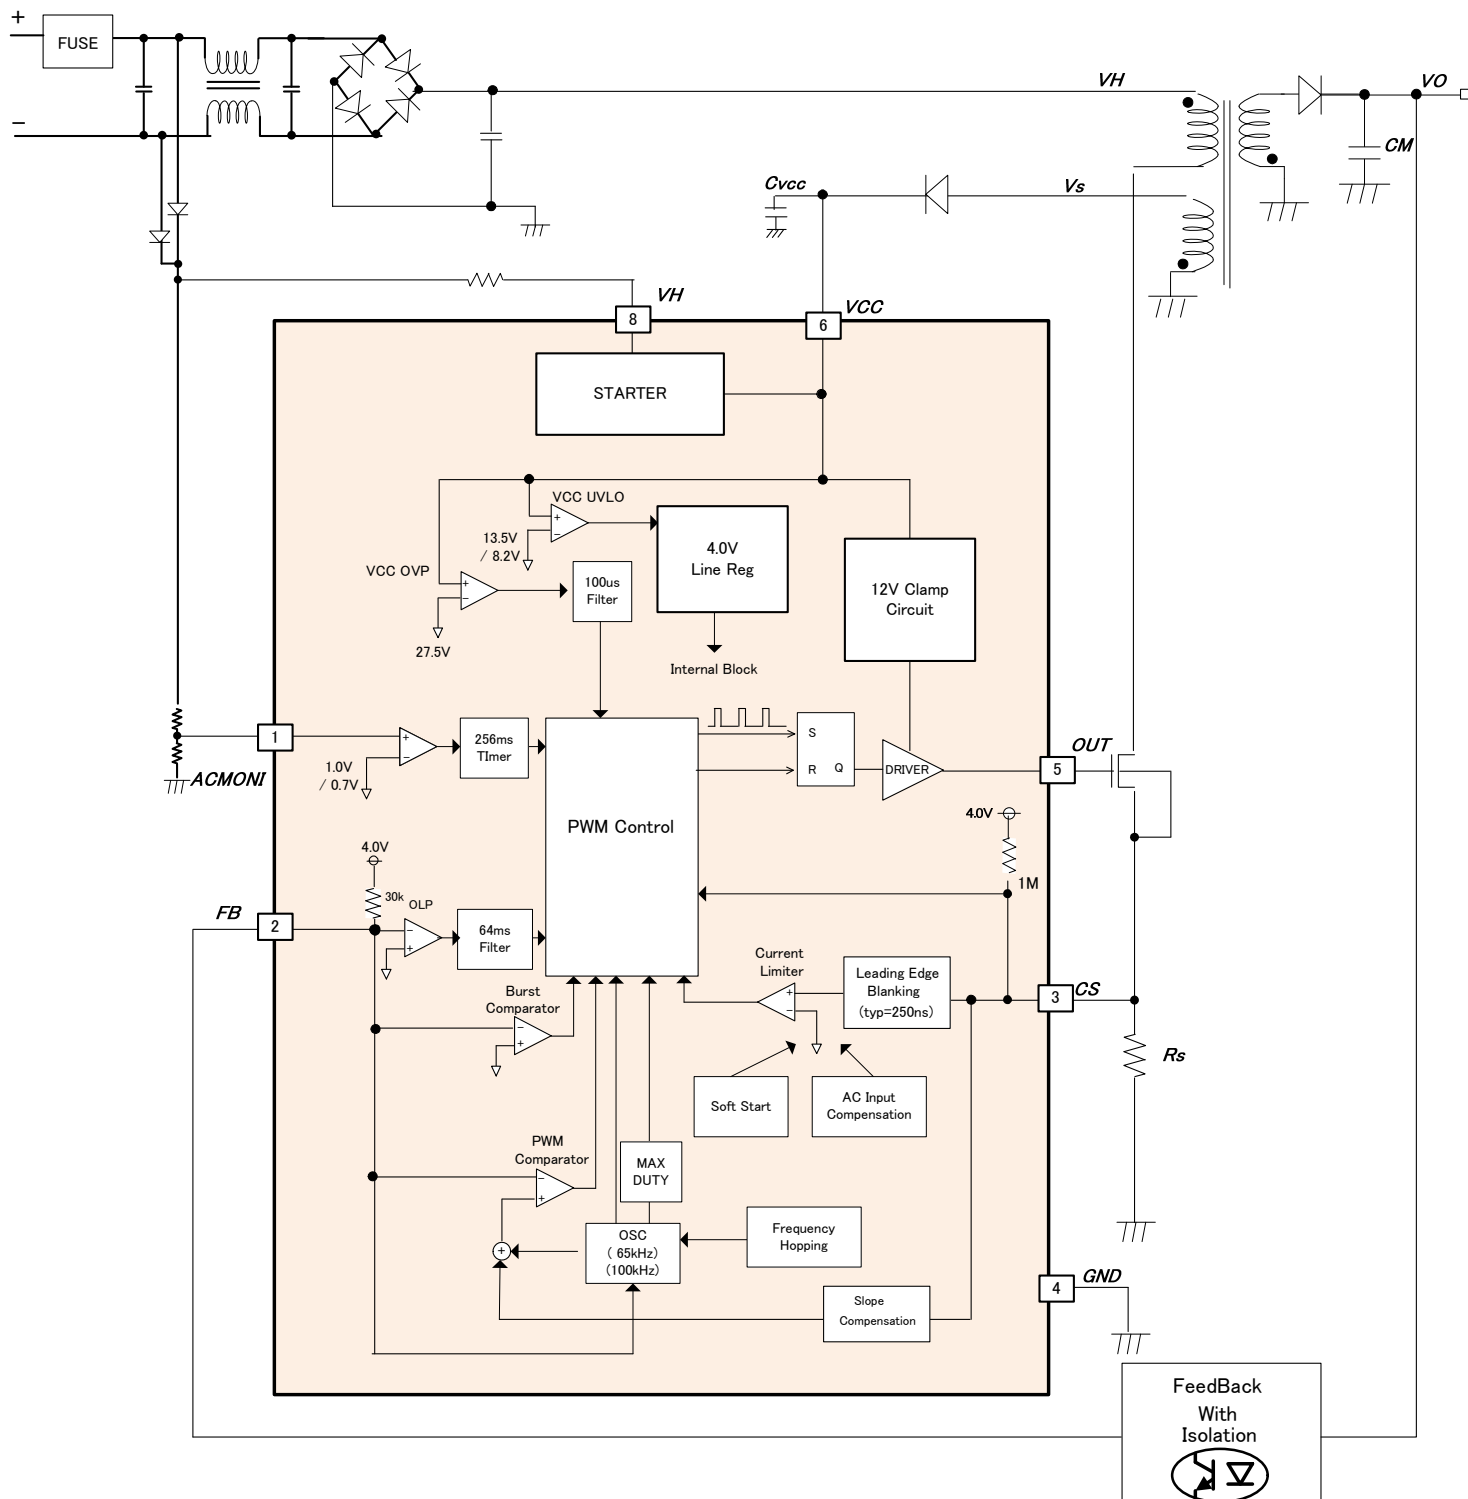 +
FUSE
−
VH
VO
CM
Cvcc
Vs
VH
8
VCC
6
STARTER
VCC UVLO
+
−
13.5V
/ 8.2V
4.0V
Line Reg
VCC OVP
+
−
27.5V
100us
Filter
12V Clamp
Circuit
Internal Block
1
ACMONI
+
−
1.0V
/ 0.7V
256ms
TImer
PWM Control
S
R
Q
DRIVER
5
OUT
4.0V
1M
4.0V
30k
OLP
FB
2
−
+
64ms
Filter
Burst
Comparator
−
+
Current
Limiter
+
−
Leading Edge
Blanking
(typ=250ns)
3
CS
Rs
Soft Start
AC Input
Compensation
PWM
Comparator
−
+
MAX
DUTY
+
OSC
( 65kHz)
(100kHz)
Frequency
Hopping
Slope
Compensation
4
GND
FeedBack
With
Isolation